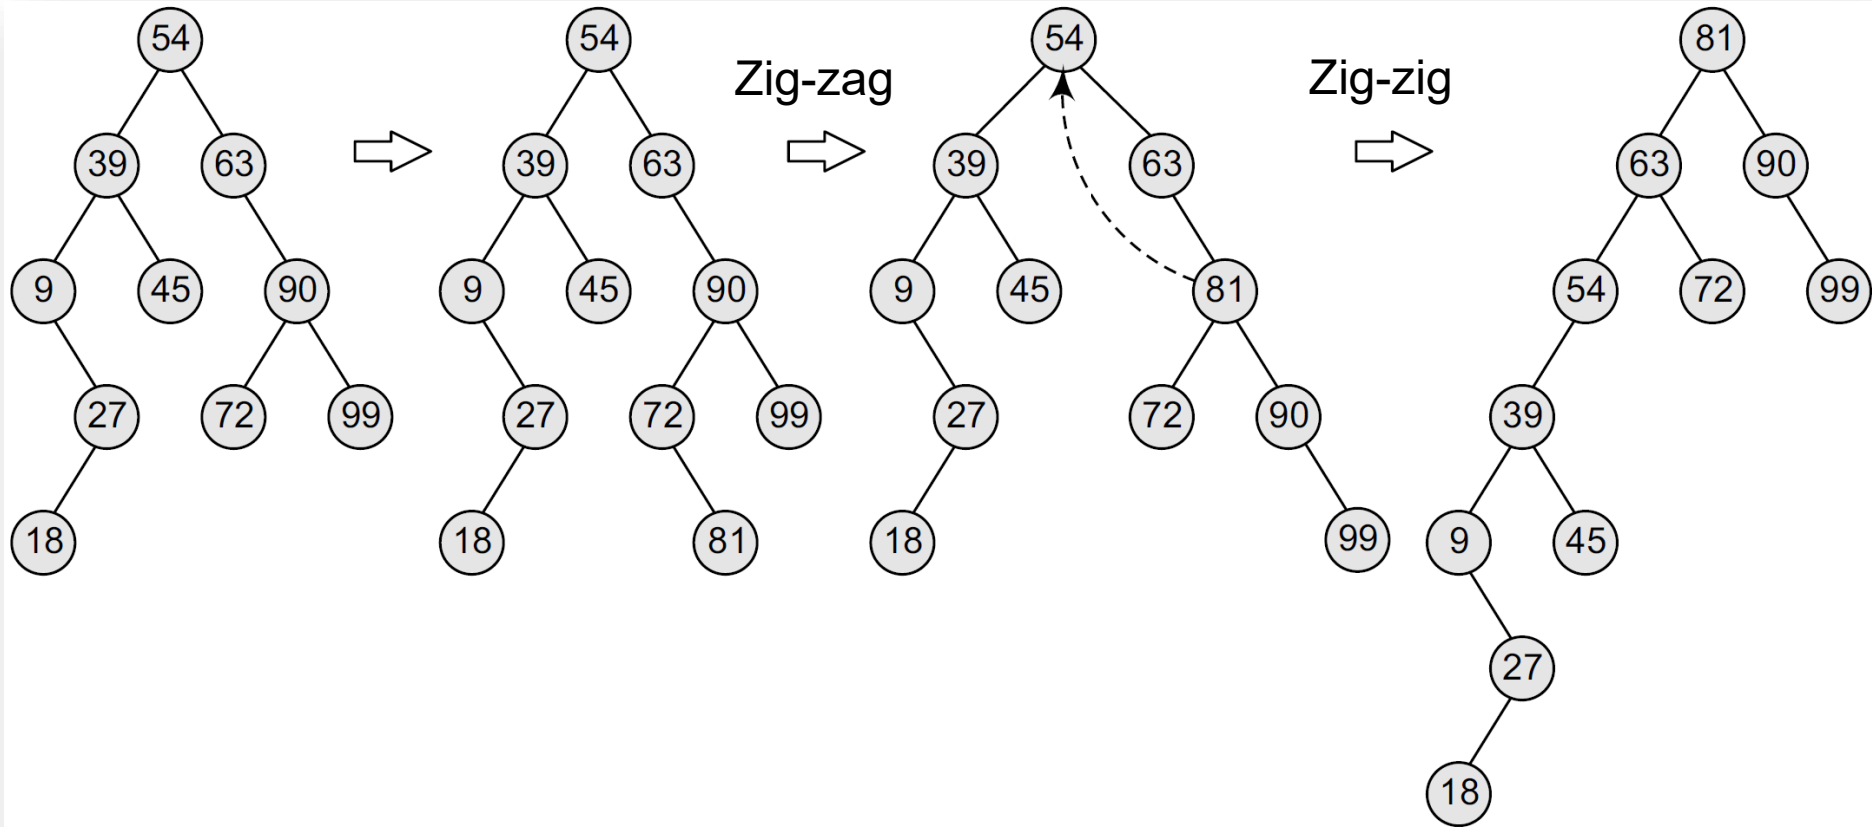 54 54 Zig-zag 54 Zig-zig 81
39 63 39 63 39 63 63 90
9 45 90 9 45 90 9 45 81 54 72 99
27 72 99 27 72 99 27 72 90 39
18 18 81 18 99 9 45
27
18